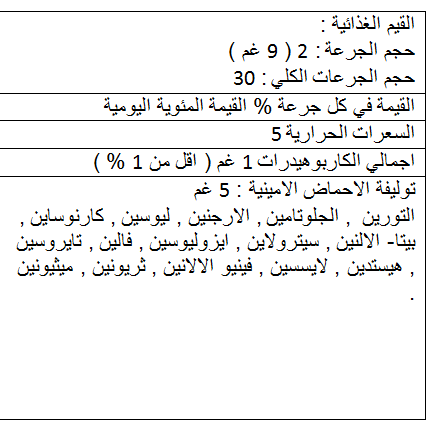 القيم الغذائية :
حجم الجرعة : 2 ( 9 غم )
حجم الجرعات الكلي : 30
القيمة في كل جرعة % القيمة المئوية اليومية
السعرات الحرارية 5
اجمالي الكاربوهيدرات 1 غم ( اقل من 1 % )
توليفة الاحماض الامينية : 5 غم
التورين , الجلوتامين , الارجنين , ليوسين , كارنوساين ,
بيتا- الالنين , سيترولاين , ايزوليوسين , فالين , تايروسين
, هيستدين , لايسسين , فينيو الالانين , ثريونين , ميثيونين
.